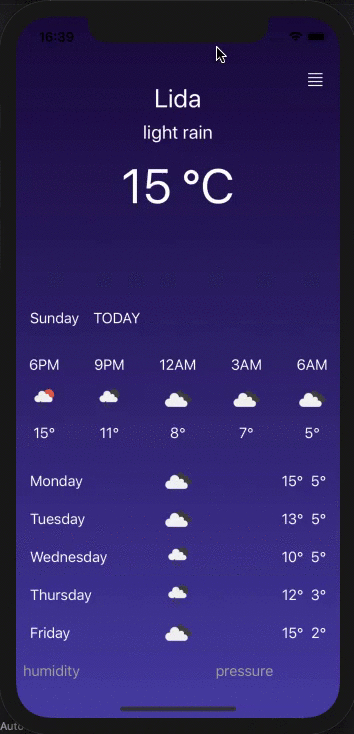 16:39
Lida
light rain
15 °C
Sunday TODAY
6PM 9PM 12AM 3AM 6AM
15° 11° 8° 7° 5°
Monday 15° 5°
Tuesday 13° 5°
Wednesday 10° 5°
Thursday 12° 3°
Friday 15° 2°
humidity pressure
Auto